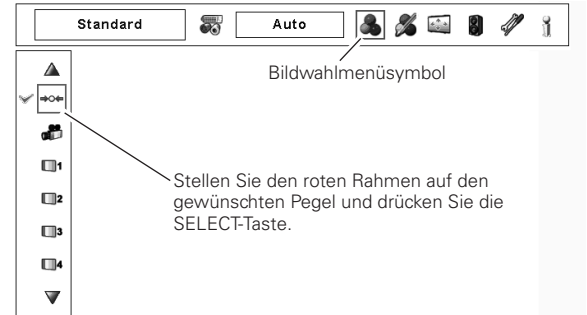 Standard
Auto
Bildwahlmenüsymbol
Stellen Sie den roten Rahmen auf den
gewünschten Pegel und drücken Sie die
SELECT-Taste.
1
2
3
4